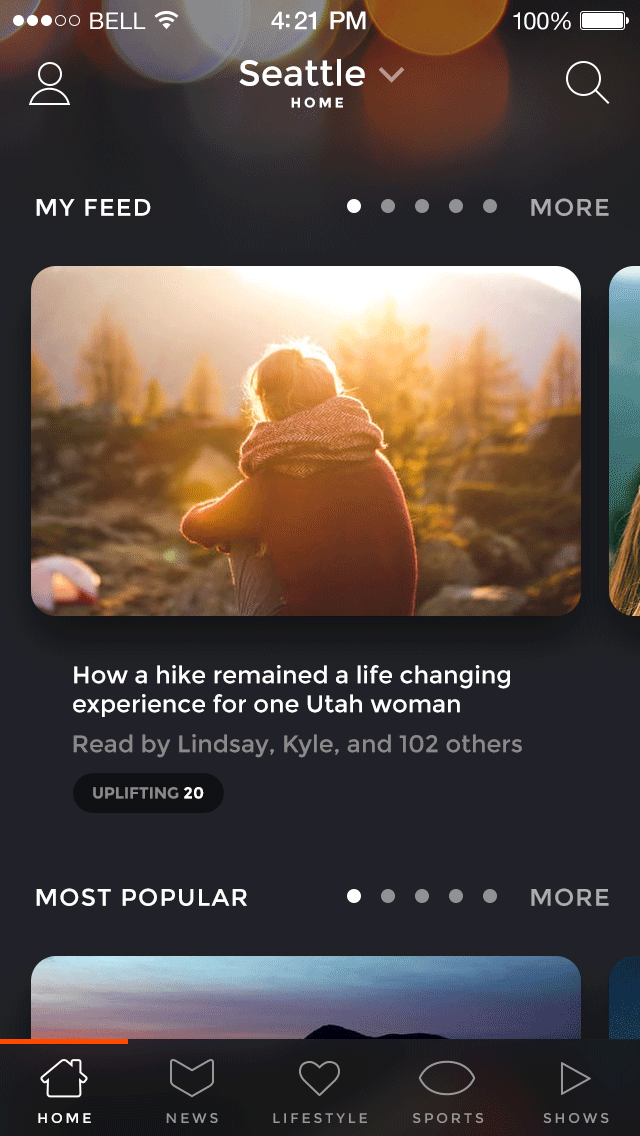 BELL 4:21 PM 100%
Seattle
HOME
MY FEED MORE
How a hike remained a life changing
experience for one Utah woman
Read by Lindsay, Kyle, and 102 others
UPLIFTING 20
MOST POPULAR MORE
HOME NEWS LIFESTYLE SPORTS SHOWS